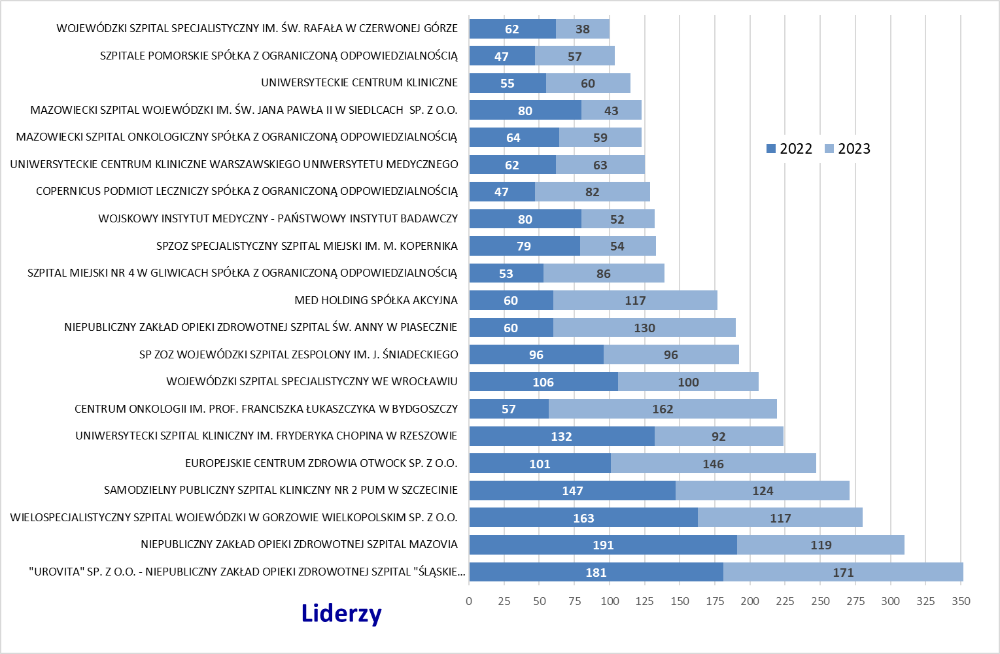 WOJEWÓDZKI SZPITAL SPECJALISTYCZNY IM. ŚW. RAFAŁA W CZERWONEJ GÓRZE 62 38
SZPITALE POMORSKIE SPÓŁKA Z OGRANICZONĄ ODPOWIEDZIALNOŚCIĄ 47 57
UNIWERSYTECKIE CENTRUM KLINICZNE 55 60
MAZOWIECKI SZPITAL WOJEWÓDZKI IM. ŚW. JANA PAWŁA II W SIEDLCACH SP. Z O.O. 80 43
MAZOWIECKI SZPITAL ONKOLOGICZNY SPÓŁKA Z OGRANICZONĄ ODPOWIEDZIALNOŚCIĄ 64 59
2022 2023
UNIWERSYTECKIE CENTRUM KLINICZNE WARSZAWSKIEGO UNIWERSYTETU MEDYCZNEGO 62 63
COPERNICUS PODMIOT LECZNICZY SPÓŁKA Z OGRANICZONĄ ODPOWIEDZIALNOŚCIĄ 47 82
WOJSKOWY INSTYTUT MEDYCZNY - PAŃSTWOWY INSTYTUT BADAWCZY 80 52
SPZOZ SPECJALISTYCZNY SZPITAL MIEJSKI IM. M. KOPERNIKA 79 54
SZPITAL MIEJSKI NR 4 W GLIWICACH SPÓŁKA Z OGRANICZONĄ ODPOWIEDZIALNOŚCIĄ 53 86
MED HOLDING SPÓŁKA AKCYJNA 60 117
NIEPUBLICZNY ZAKŁAD OPIEKI ZDROWOTNEJ SZPITAL ŚW. ANNY W PIASECZNIE 60 130
SP ZOZ WOJEWÓDZKI SZPITAL ZESPOLONY IM. J. ŚNIADECKIEGO 96 96
WOJEWÓDZKI SZPITAL SPECJALISTYCZNY WE WROCŁAWIU 106 100
CENTRUM ONKOLOGII IM. PROF. FRANCISZKA ŁUKASZCZYKA W BYDGOSZCZY 57 162
UNIWERSYTECKI SZPITAL KLINICZNY IM. FRYDERYKA CHOPINA W RZESZOWIE 132 92
EUROPEJSKIE CENTRUM ZDROWIA OTWOCK SP. Z O.O. 101 146
SAMODZIELNY PUBLICZNY SZPITAL KLINICZNY NR 2 PUM W SZCZECINIE 147 124
WIELOSPECJALISTYCZNY SZPITAL WOJEWÓDZKI W GORZOWIE WIELKOPOLSKIM SP. Z O.O. 163 117
NIEPUBLICZNY ZAKŁAD OPIEKI ZDROWOTNEJ SZPITAL MAZOVIA 191 119
"UROVITA" SP. Z O.O. - NIEPUBLICZNY ZAKŁAD OPIEKI ZDROWOTNEJ SZPITAL "ŚLĄSKIE... 181 171
0 25 50 75 100 125 150 175 200 225 250 275 300 325 350
Liderzy